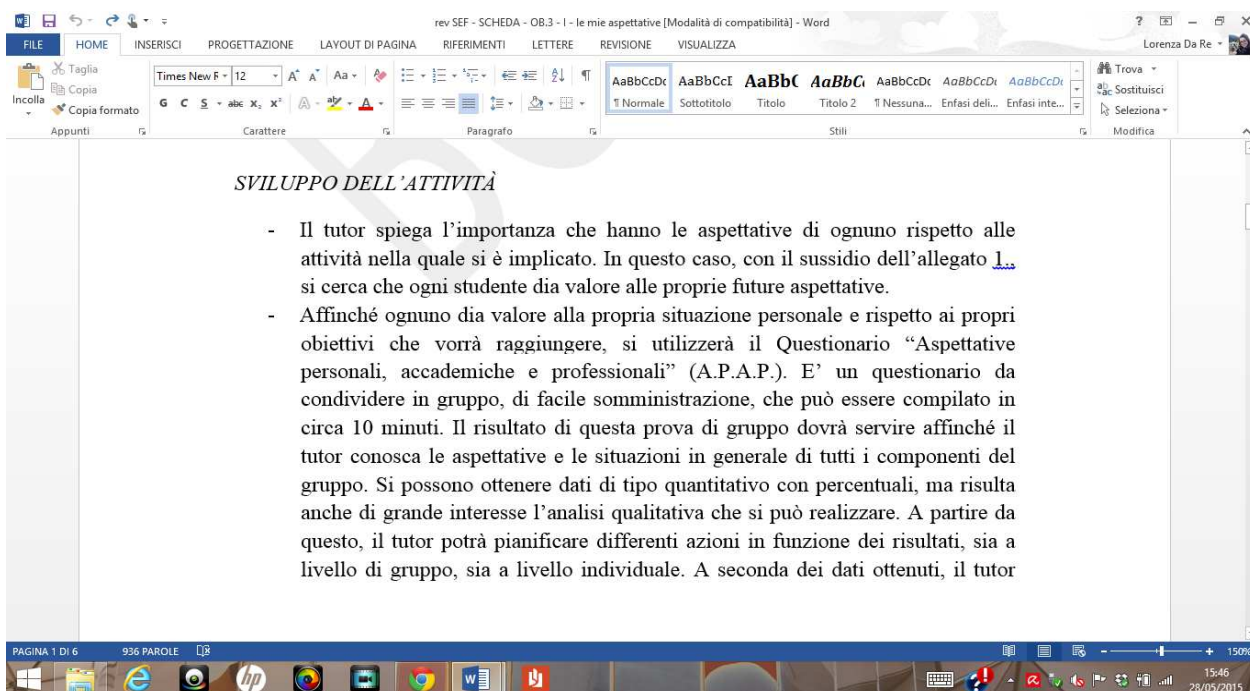 rev SEF - SCHEDA - OB.3 - I - le mie aspettative [Modalità di compatibilità] - Word
FILE HOME INSERISCI PROGETTAZIONE LAYOUT DI PAGINA RIFERIMENTI LETTERE REVISIONE VISUALIZZA Lorenza Da Re
Incolla
Taglia
Copia
Copia formato
Appunti
Times New F 12
G C S abc X₂ X²
Carattere
Paragrafo
AaBbCcDc AaBbCcI AaBb( AaBbC AaBbCcDc AaBbCcDc AaBbCcDc
¶ Normale Sottotitolo Titolo Titolo 2 ¶ Nessuna... Enfasi deli... Enfasi inte...
Stili
Trova
Sostituisci
Seleziona
Modifica
SVILUPPO DELL’ATTIVITÀ
- Il tutor spiega l’importanza che hanno le aspettative di ognuno rispetto alle
attività nella quale si è implicato. In questo caso, con il sussidio dell’allegato 1.,
si cerca che ogni studente dia valore alle proprie future aspettative.
- Affinché ognuno dia valore alla propria situazione personale e rispetto ai propri
obiettivi che vorrà raggiungere, si utilizzerà il Questionario “Aspettative
personali, accademiche e professionali” (A.P.A.P.). E’ un questionario da
condividere in gruppo, di facile somministrazione, che può essere compilato in
circa 10 minuti. Il risultato di questa prova di gruppo dovrà servire affinché il
tutor conosca le aspettative e le situazioni in generale di tutti i componenti del
gruppo. Si possono ottenere dati di tipo quantitativo con percentuali, ma risulta
anche di grande interesse l’analisi qualitativa che si può realizzare. A partire da
questo, il tutor potrà pianificare differenti azioni in funzione dei risultati, sia a
livello di gruppo, sia a livello individuale. A seconda dei dati ottenuti, il tutor
PAGINA 1 DI 6 936 PAROLE 150%
hp
15:46
28/05/2015